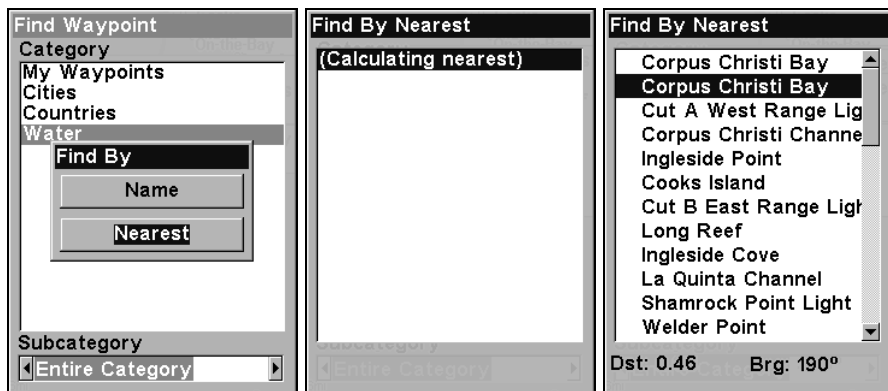 Find Waypoint
Category
My Waypoints
Cities
Countries
Water
Find By
Name
Nearest
Subcategory
Entire Category
Find By Nearest
(Calculating nearest)
Find By Nearest
Corpus Christi Bay
Corpus Christi Bay
Cut A West Range Lig
Corpus Christi Channe
Ingleside Point
Cooks Island
Cut B East Range Ligh
Long Reef
Ingleside Cove
La Quinta Channel
Shamrock Point Light
Welder Point
Dst: 0.46 Brg: 190º